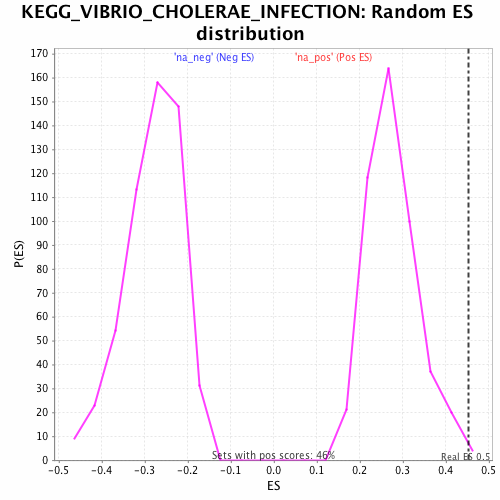 KEGG_VIBRIO_CHOLERAE_INFECTION: Random ES
distribution
'na_neg' (Neg ES) 'na_pos' (Pos ES)
170
160
150
140
130
120
110
100
90
80
70
60
50
40
30
20
10
0
P(ES)
Sets with pos scores: 46%
Real ES 0.5
-0.5 -0.4 -0.3 -0.2 -0.1 0.0 0.1 0.2 0.3 0.4 0.5
ES